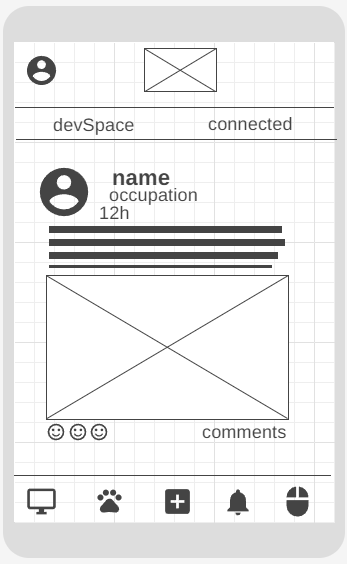 devSpace connected
name
occupation
12h
comments